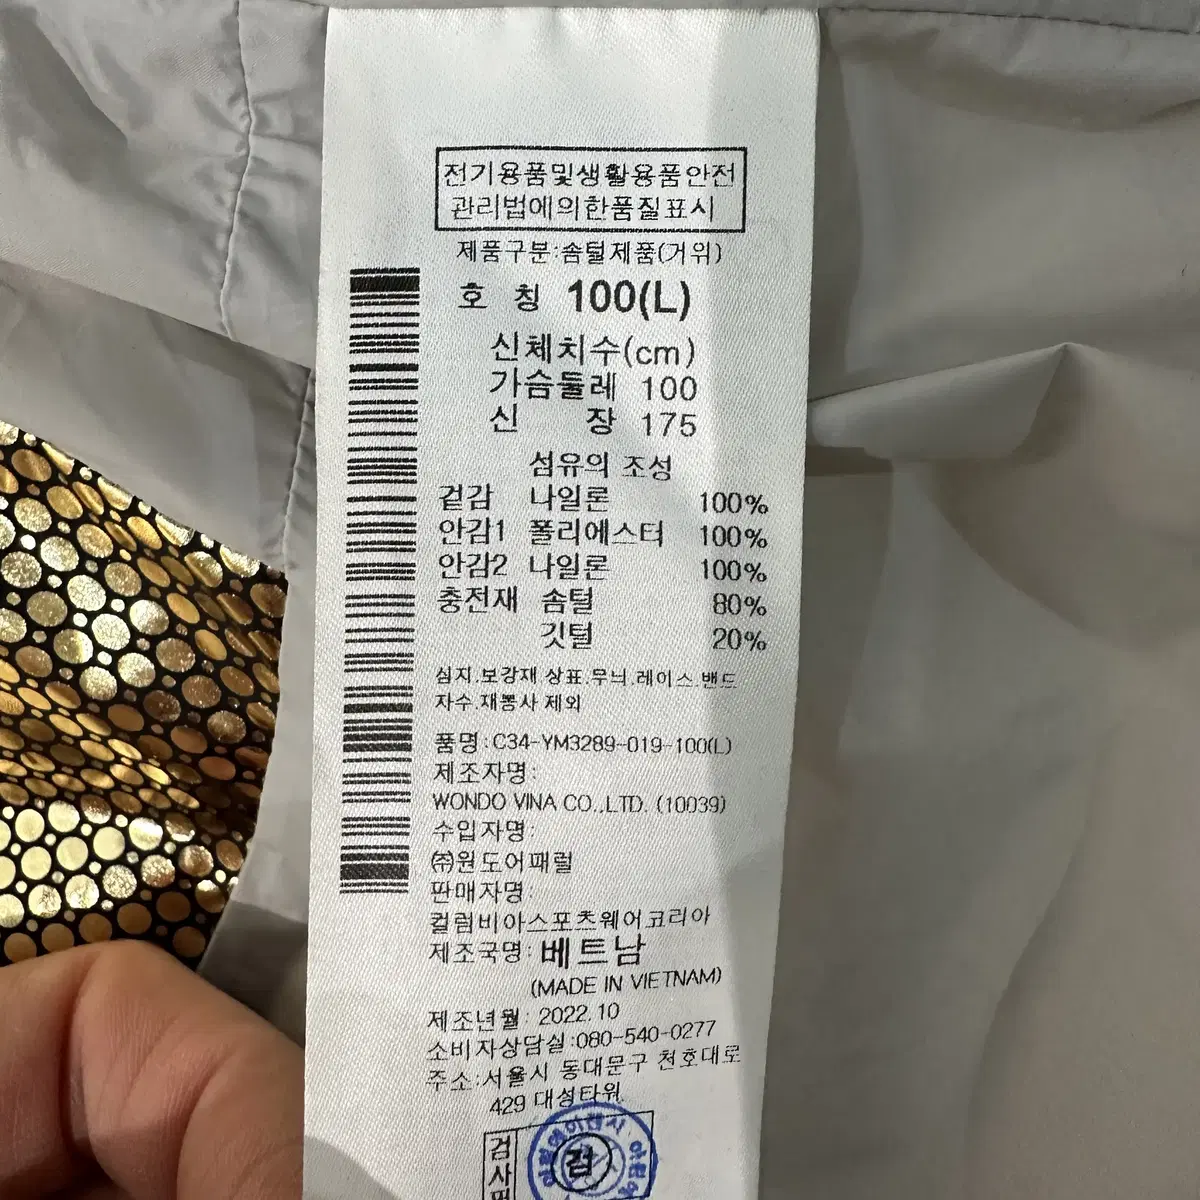 전기용품및생활용품안전
관리법에의한품질표시
제품구분:솜털제품(거위)
호 칭 100(L)
신체치수(cm)
가슴둘레 100
신 장 175
섬유의 조성
겉감 나일론 100%
안감1 폴리에스터 100%
안감2 나일론 100%
충전재 솜털 80%
깃털 20%
심지.보강재.상표.무늬.레이스.밴드
자수.재봉사 제외
품명:C34-YM3289-019-100(L)
제조자명:
WONDO VINA CO.,LTD. (10039)
수입자명:
㈜원도어패럴
판매자명:
컬럼비아스포츠웨어코리아
제조국명: 베트남
(MADE IN VIETNAM)
제조년월: 2022.10
소비자상담실:080-540-0277
주소:서울시 동대문구 천호대로
429 대성타워
검사
검